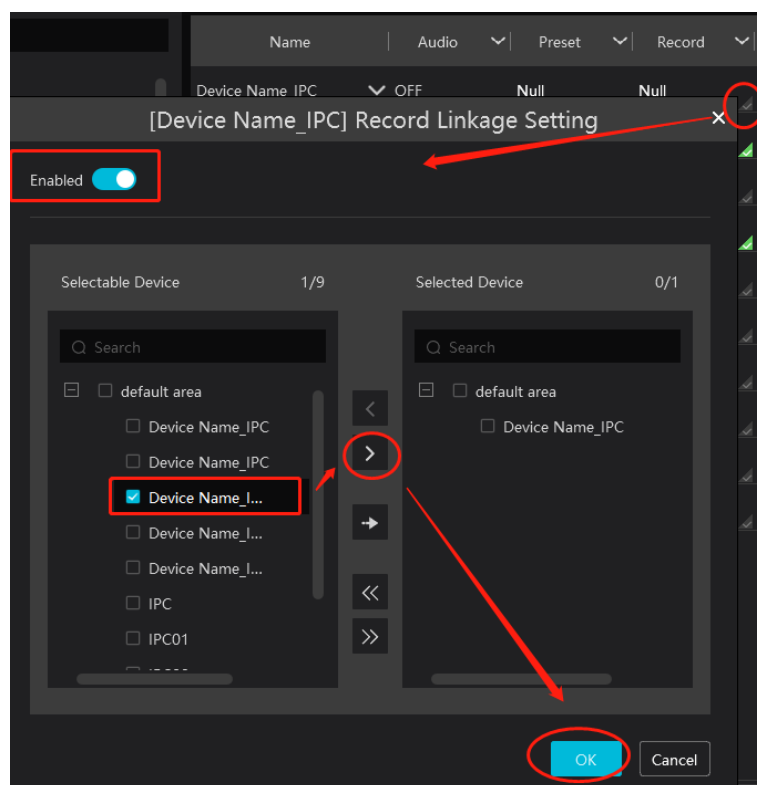 Name Audio Preset Record
Device Name_IPC OFF Null Null
[Device Name_IPC] Record Linkage Setting
Enabled
Selectable Device 1/9
Search
default area
Device Name_IPC
Device Name_IPC
Device Name_I...
Device Name_I...
Device Name_I...
IPC
IPC01
Selected Device 0/1
Search
default area
Device Name_IPC
OK Cancel